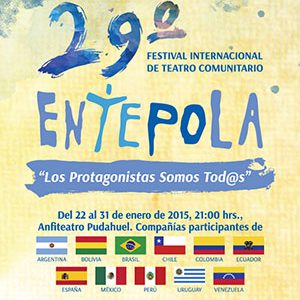 29º
FESTIVAL INTERNACIONAL
DE TEATRO COMUNITARIO
ENTEPOLA
"Los Protagonistas Somos Tod@s"
Del 22 al 31 de enero de 2015, 21:00 hrs.,
Anfiteatro Pudahuel. Compañías participantes de
ARGENTINA BOLIVIA BRASIL CHILE COLOMBIA ECUADOR
ESPAÑA MÉXICO PERÚ URUGUAY VENEZUELA